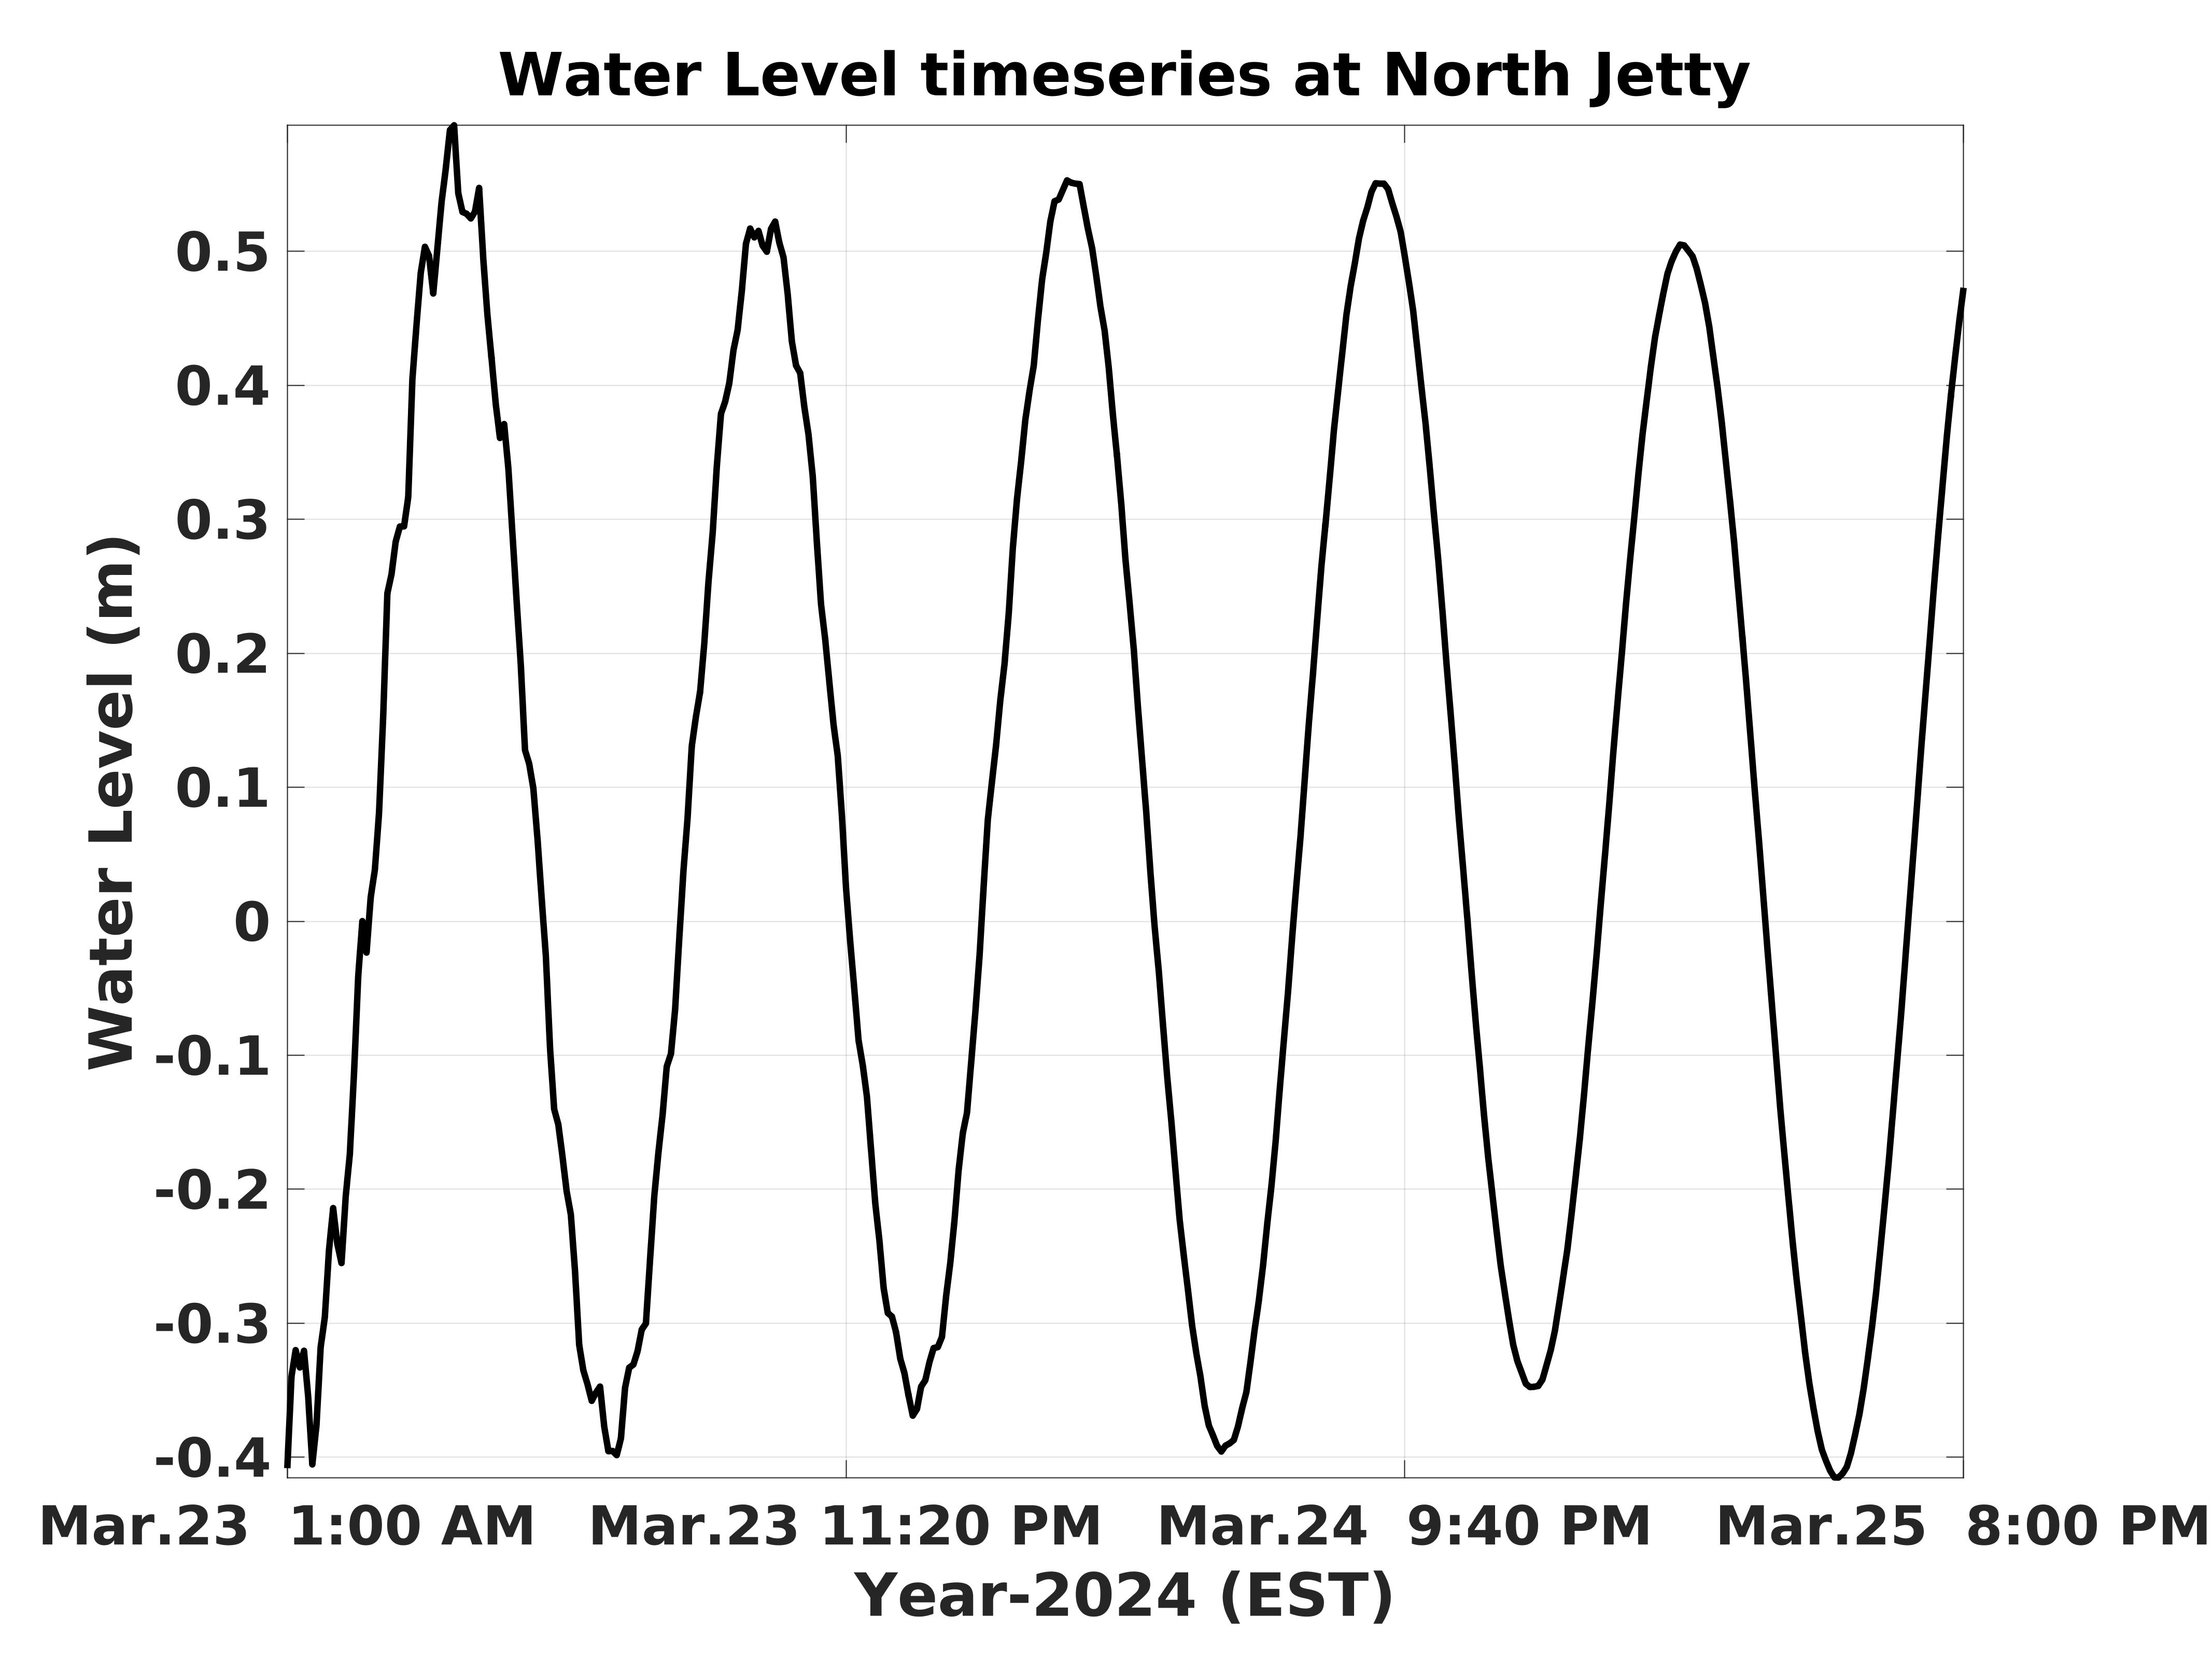 Water Level timeseries at North Jetty
Water Level (m)
0.5
0.4
0.3
0.2
0.1
0
-0.1
-0.2
-0.3
-0.4
Mar.23 1:00 AM Mar.23 11:20 PM Mar.24 9:40 PM Mar.25 8:00 PM
Year-2024 (EST)